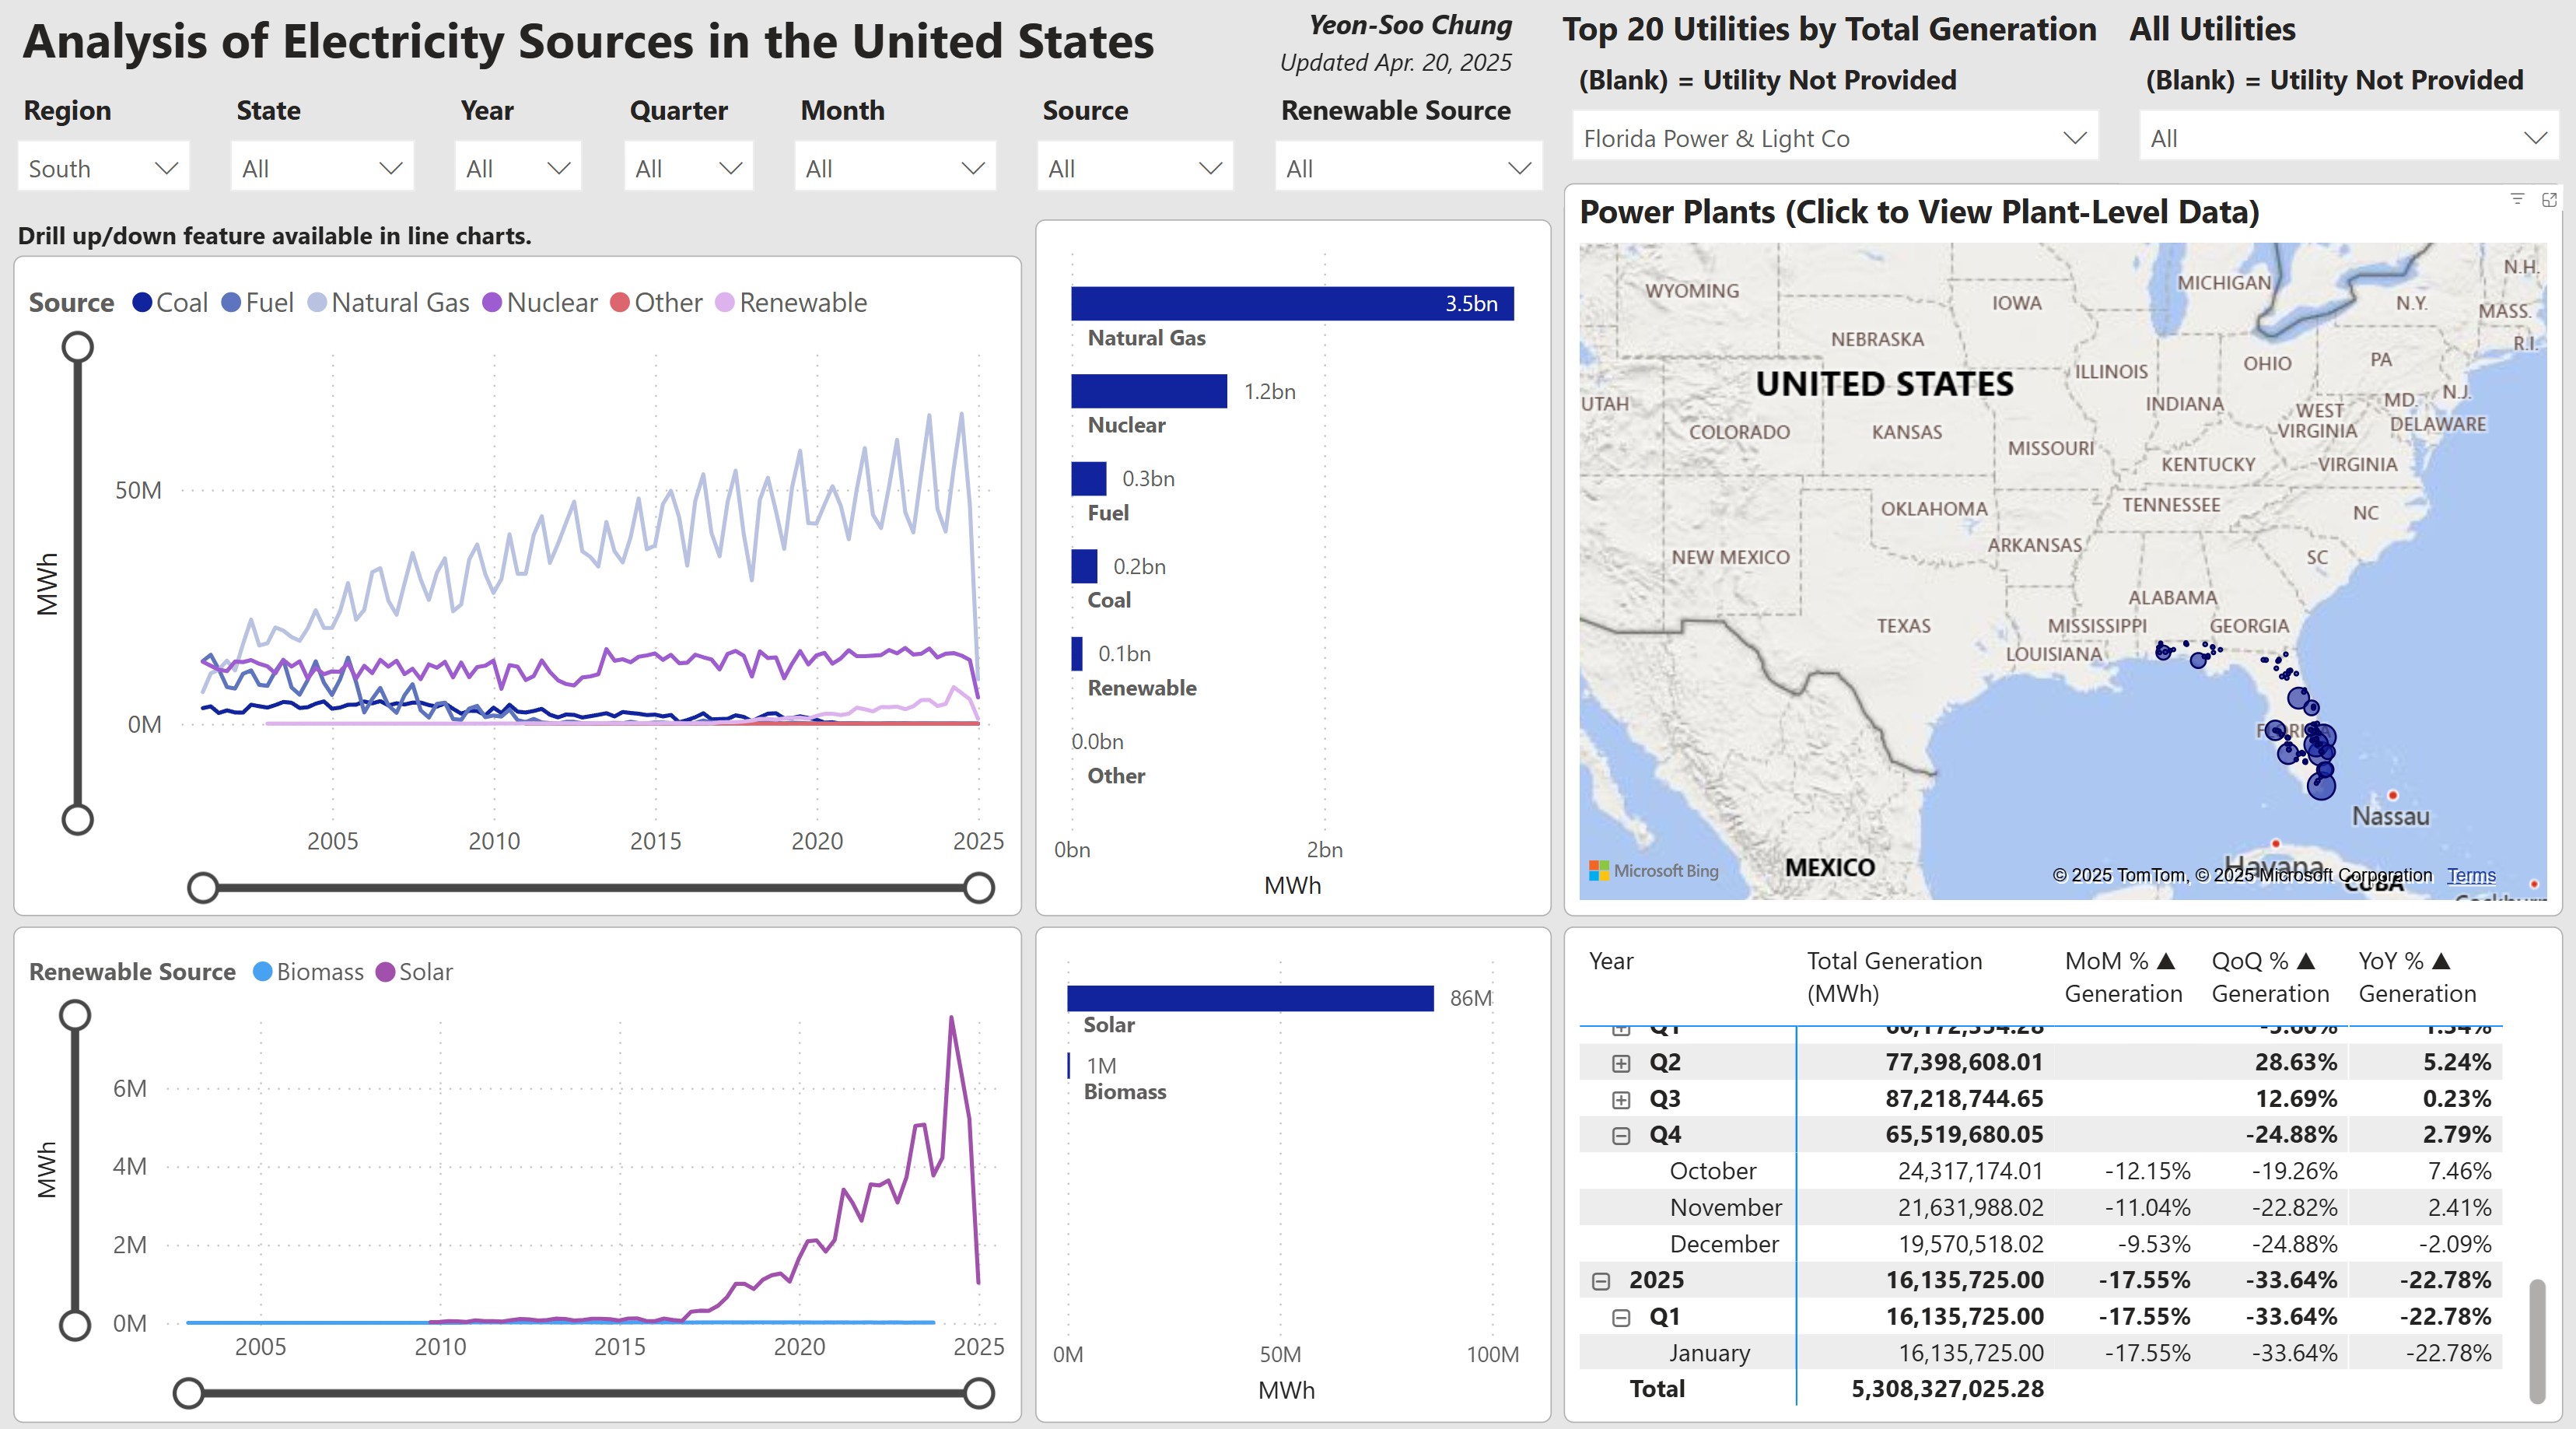 Analysis of Electricity Sources in the United States
Yeon-Soo Chung
Updated Apr. 20, 2025
Region
State
Year
Quarter
Month
Source
Renewable Source
South
All
All
All
All
All
All
Top 20 Utilities by Total Generation
(Blank) = Utility Not Provided
Florida Power & Light Co
All Utilities
(Blank) = Utility Not Provided
All
Drill up/down feature available in line charts.
Source Coal Fuel Natural Gas Nuclear Other Renewable
MWh
50M
0M
2005 2010 2015 2020 2025
3.5bn
Natural Gas
1.2bn
Nuclear
0.3bn
Fuel
0.2bn
Coal
0.1bn
Renewable
0.0bn
Other
0bn 2bn
MWh
Power Plants (Click to View Plant-Level Data)
WYOMING
IOWA
MICHIGAN
N.H.
N.Y.
MASS.
NEBRASKA
R.I.
ILLINOIS
OHIO
PA
UNITED STATES
UTAH
INDIANA
MD.
N.J.
COLORADO
KANSAS
MISSOURI
WEST
VIRGINIA
DELAWARE
KENTUCKY
VIRGINIA
OKLAHOMA
TENNESSEE
NC
NEW MEXICO
ARKANSAS
SC
ALABAMA
TEXAS
MISSISSIPPI
GEORGIA
LOUISIANA
Nassau
MEXICO
Havana
CUBA
Microsoft Bing
© 2025 TomTom, © 2025 Microsoft Corporation Terms
Renewable Source Biomass Solar
MWh
6M
4M
2M
0M
2005 2010 2015 2020 2025
86M
Solar
1M
Biomass
0M 50M 100M
MWh
Year Total Generation MoM % ▲ QoQ % ▲ YoY % ▲
(MWh) Generation Generation Generation
Q2 77,398,608.01 28.63% 5.24%
Q3 87,218,744.65 12.69% 0.23%
Q4 65,519,680.05 -24.88% 2.79%
October 24,317,174.01 -12.15% -19.26% 7.46%
November 21,631,988.02 -11.04% -22.82% 2.41%
December 19,570,518.02 -9.53% -24.88% -2.09%
2025 16,135,725.00 -17.55% -33.64% -22.78%
Q1 16,135,725.00 -17.55% -33.64% -22.78%
January 16,135,725.00 -17.55% -33.64% -22.78%
Total 5,308,327,025.28